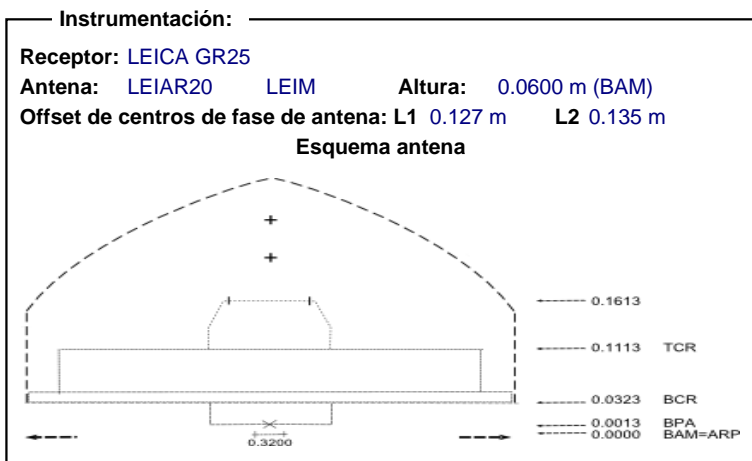 Instrumentación:
Receptor: LEICA GR25
Antena: LEIAR20 LEIM Altura: 0.0600 m (BAM)
Offset de centros de fase de antena: L1 0.127 m L2 0.135 m
Esquema antena
0.1613
0.1113 TCR
0.0323 BCR
0.0013 BPA
0.0000 BAM=ARP
0.3200